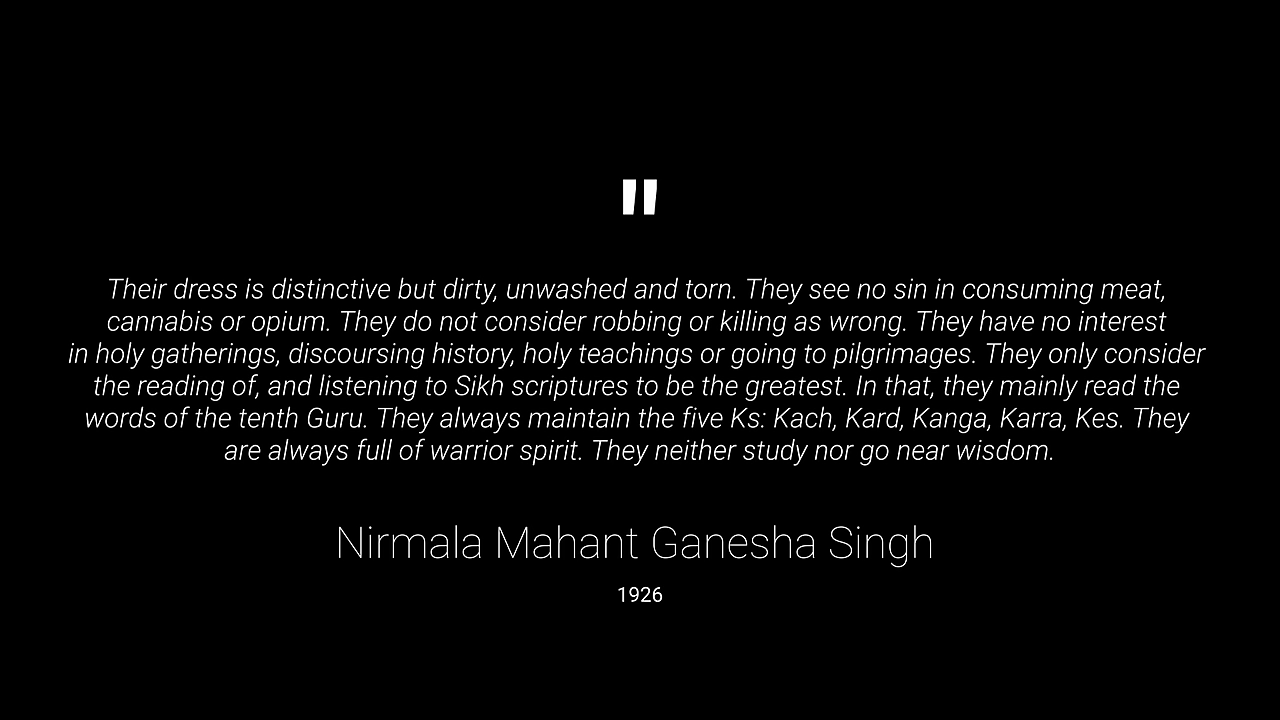 "
Their dress is distinctive but dirty, unwashed and torn. They see no sin in consuming meat,
cannabis or opium. They do not consider robbing or killing as wrong. They have no interest
in holy gatherings, discoursing history, holy teachings or going to pilgrimages. They only consider
the reading of, and listening to Sikh scriptures to be the greatest. In that, they mainly read the
words of the tenth Guru. They always maintain the five Ks: Kach, Kard, Kanga, Karra, Kes. They
are always full of warrior spirit. They neither study nor go near wisdom.
Nirmala Mahant Ganesha Singh
1926